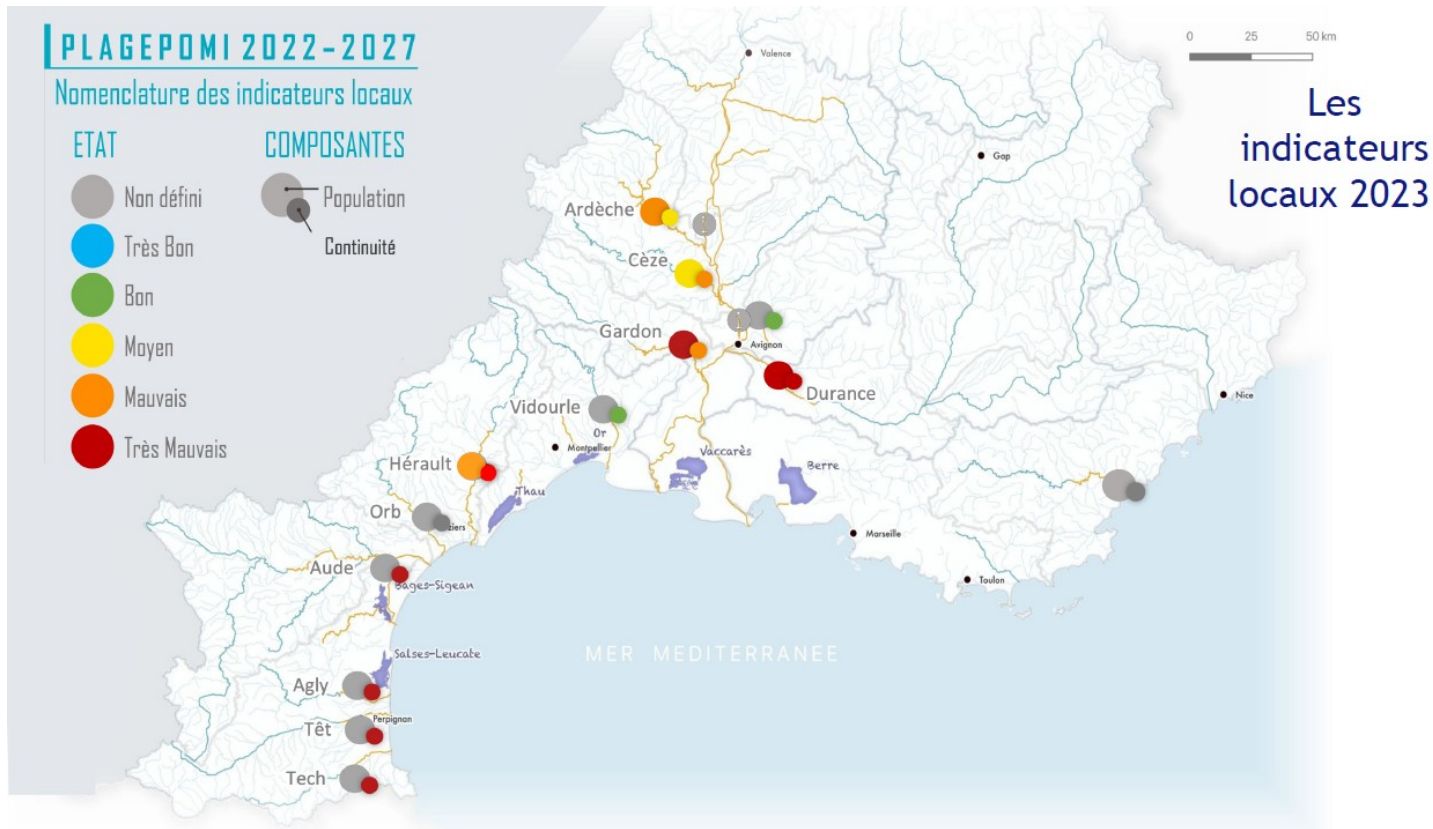 PLAGEPOMI 2022-2027
Nomenclature des indicateurs locaux
ETAT
Non défini
Très Bon
Bon
Moyen
Mauvais
Très Mauvais
COMPOSANTES
Population
Continuité
0 25 50 km
Les
indicateurs
locaux 2023
Valence
Gap
Ardèche
Cèze
Gardon
Avignon
Durance
Nice
Vidourle
Or
Montpellier
Vaccarès
Berre
Hérault
Thau
Orb
ziers
Marseille
Toulon
Aude
Bages-Sigean
MER MEDITERRANEE
Salses-Leucate
Agly
Perpignan
Têt
Tech